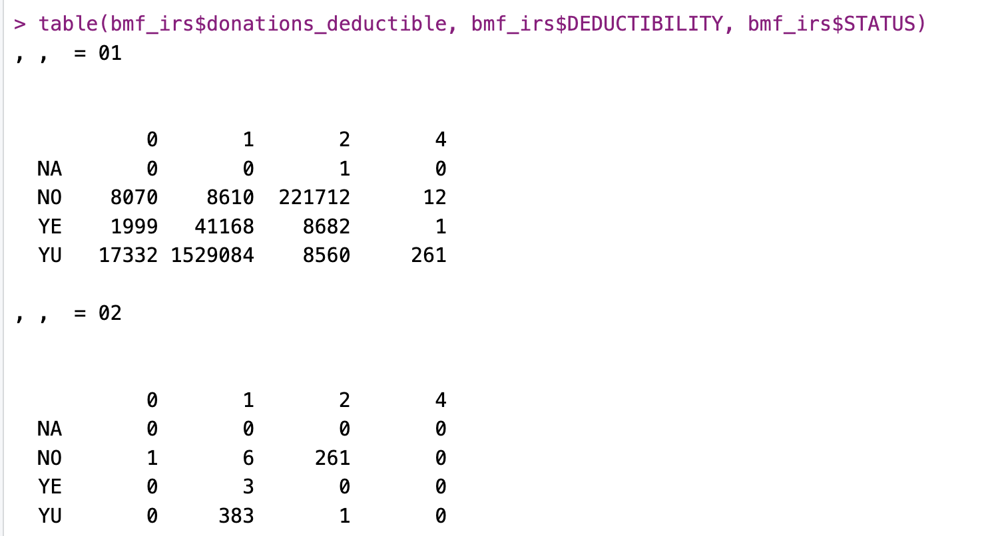 > table(bmf_irs$donations_deductible, bmf_irs$DEDUCTIBILITY, bmf_irs$STATUS)
, ,  = 01
0 1 2 4
NA 0 0 1 0
NO 8070 8610 221712 12
YE 1999 41168 8682 1
YU 17332 1529084 8560 261
, ,  = 02
0 1 2 4
NA 0 0 0 0
NO 1 6 261 0
YE 0 3 0 0
YU 0 383 1 0